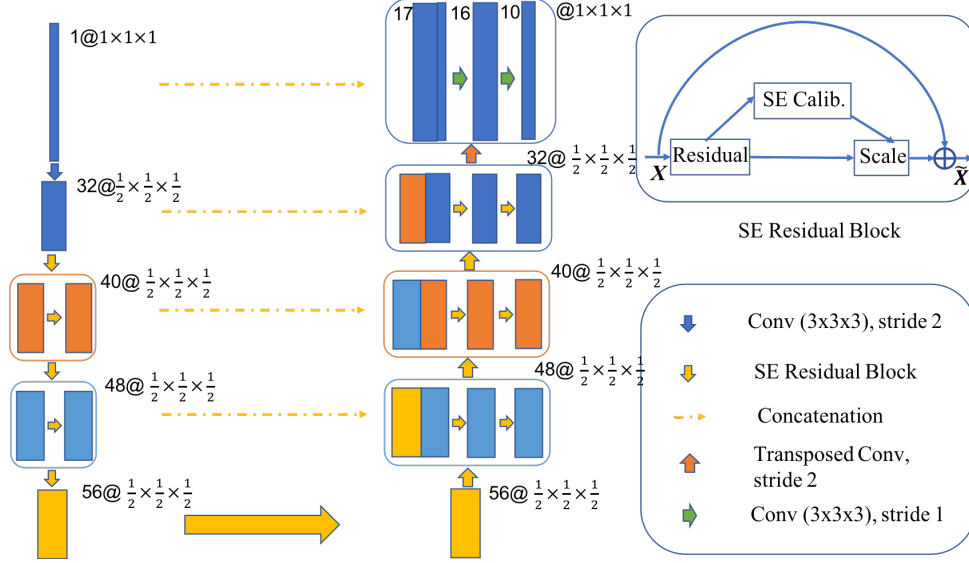 1@1×1×1
32@ 1/2 × 1/2 × 1/2
40@ 1/2 × 1/2 × 1/2
48@ 1/2 × 1/2 × 1/2
56@ 1/2 × 1/2 × 1/2
17 16 10 @1×1×1
32@ 1/2 × 1/2 × 1/2
40@ 1/2 × 1/2 × 1/2
48@ 1/2 × 1/2 × 1/2
56@ 1/2 × 1/2 × 1/2
SE Calib.
X Residual Scale X̃
SE Residual Block
Conv (3x3x3), stride 2
SE Residual Block
Concatenation
Transposed Conv,
stride 2
Conv (3x3x3), stride 1